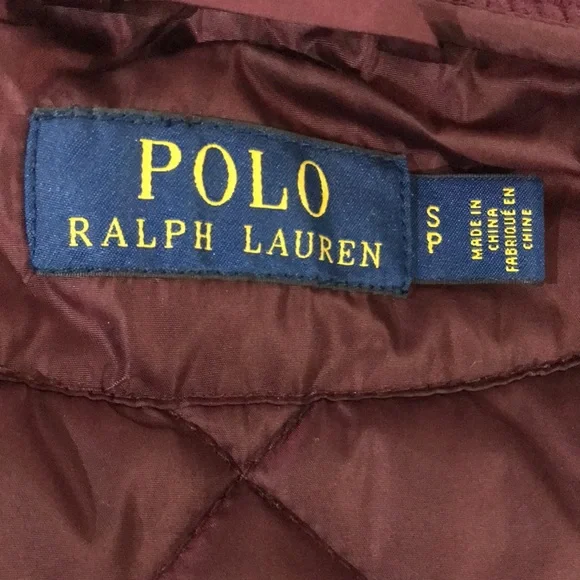 POLO
RALPH LAUREN
S
P
MADE IN
CHINA
FABRIQUÉ EN
CHINE